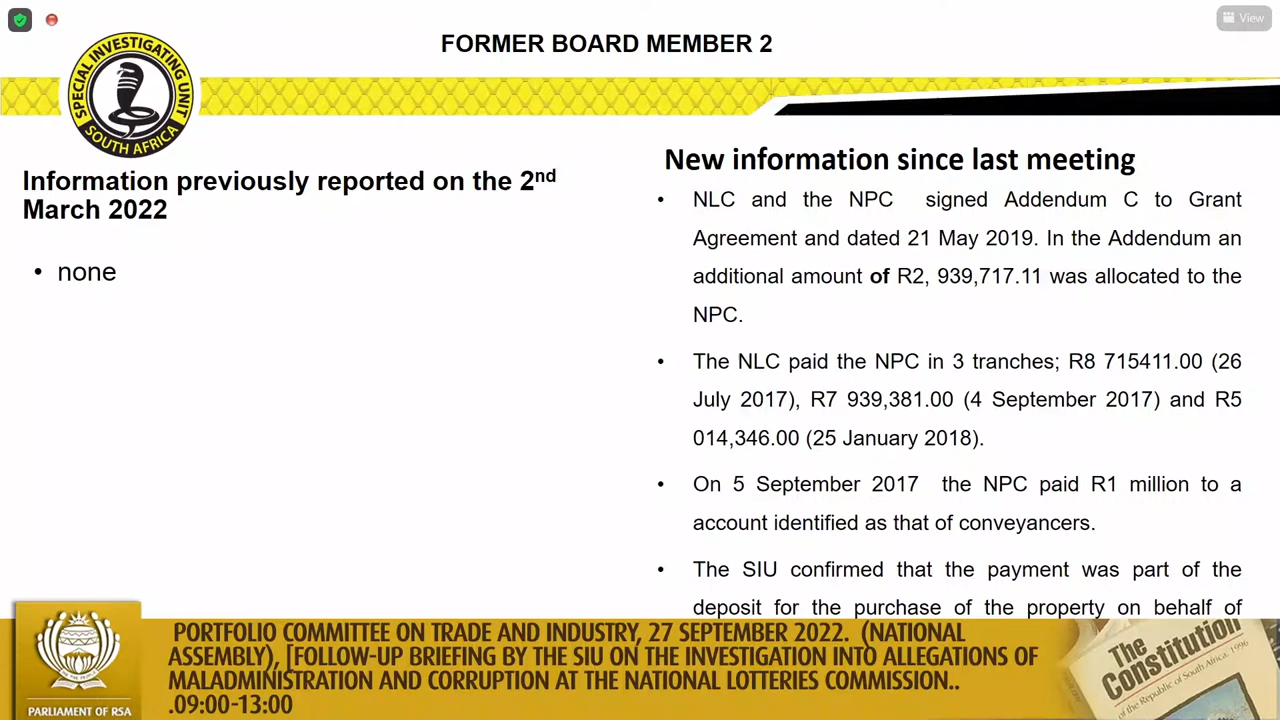 View
FORMER BOARD MEMBER 2
SPECIAL INVESTIGATING UNIT
SOUTH AFRICA
Information previously reported on the 2nd
March 2022
• none
New information since last meeting
• NLC and the NPC signed Addendum C to Grant
Agreement and dated 21 May 2019. In the Addendum an
additional amount of R2, 939,717.11 was allocated to the
NPC.
• The NLC paid the NPC in 3 tranches; R8 715411.00 (26
July 2017), R7 939,381.00 (4 September 2017) and R5
014,346.00 (25 January 2018).
• On 5 September 2017 the NPC paid R1 million to a
account identified as that of conveyancers.
• The SIU confirmed that the payment was part of the
deposit for the purchase of the property on behalf of
PORTFOLIO COMMITTEE ON TRADE AND INDUSTRY, 27 SEPTEMBER 2022. (NATIONAL
ASSEMBLY), [FOLLOW-UP BRIEFING BY THE SIU ON THE INVESTIGATION INTO ALLEGATIONS OF
MALADMINISTRATION AND CORRUPTION AT THE NATIONAL LOTTERIES COMMISSION..
.09:00-13:00
PARLIAMENT OF RSA
The
Constitution
of the Republic of South Africa, 1996